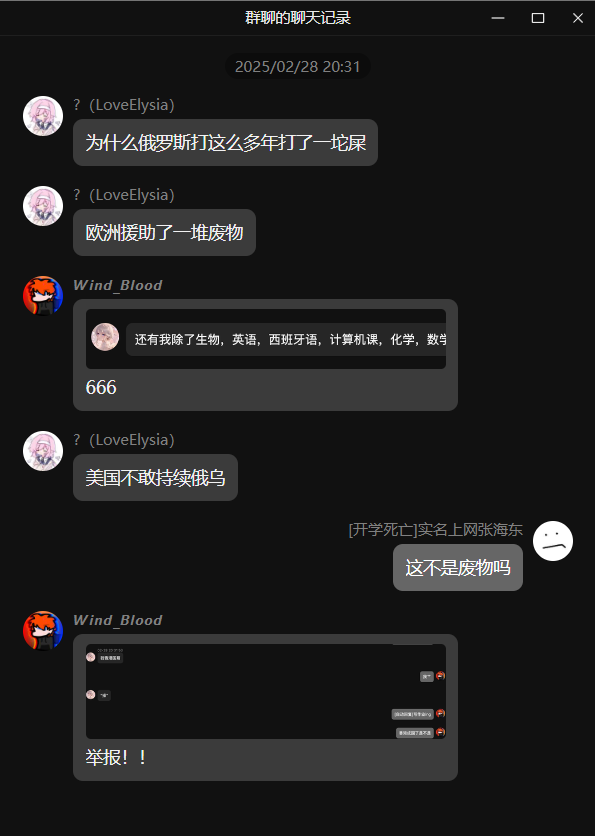 群聊的聊天记录
2025/02/28 20:31
?（LoveElysia）
为什么俄罗斯打这么多年打了一坨屎
?（LoveElysia）
欧洲援助了一堆废物
Wind_Blood
还有我除了生物，英语，西班牙语，计算机课，化学，数学
666
?（LoveElysia）
美国不敢持续俄乌
[开学死亡]实名上网张海东
这不是废物吗
Wind_Blood
举报！！